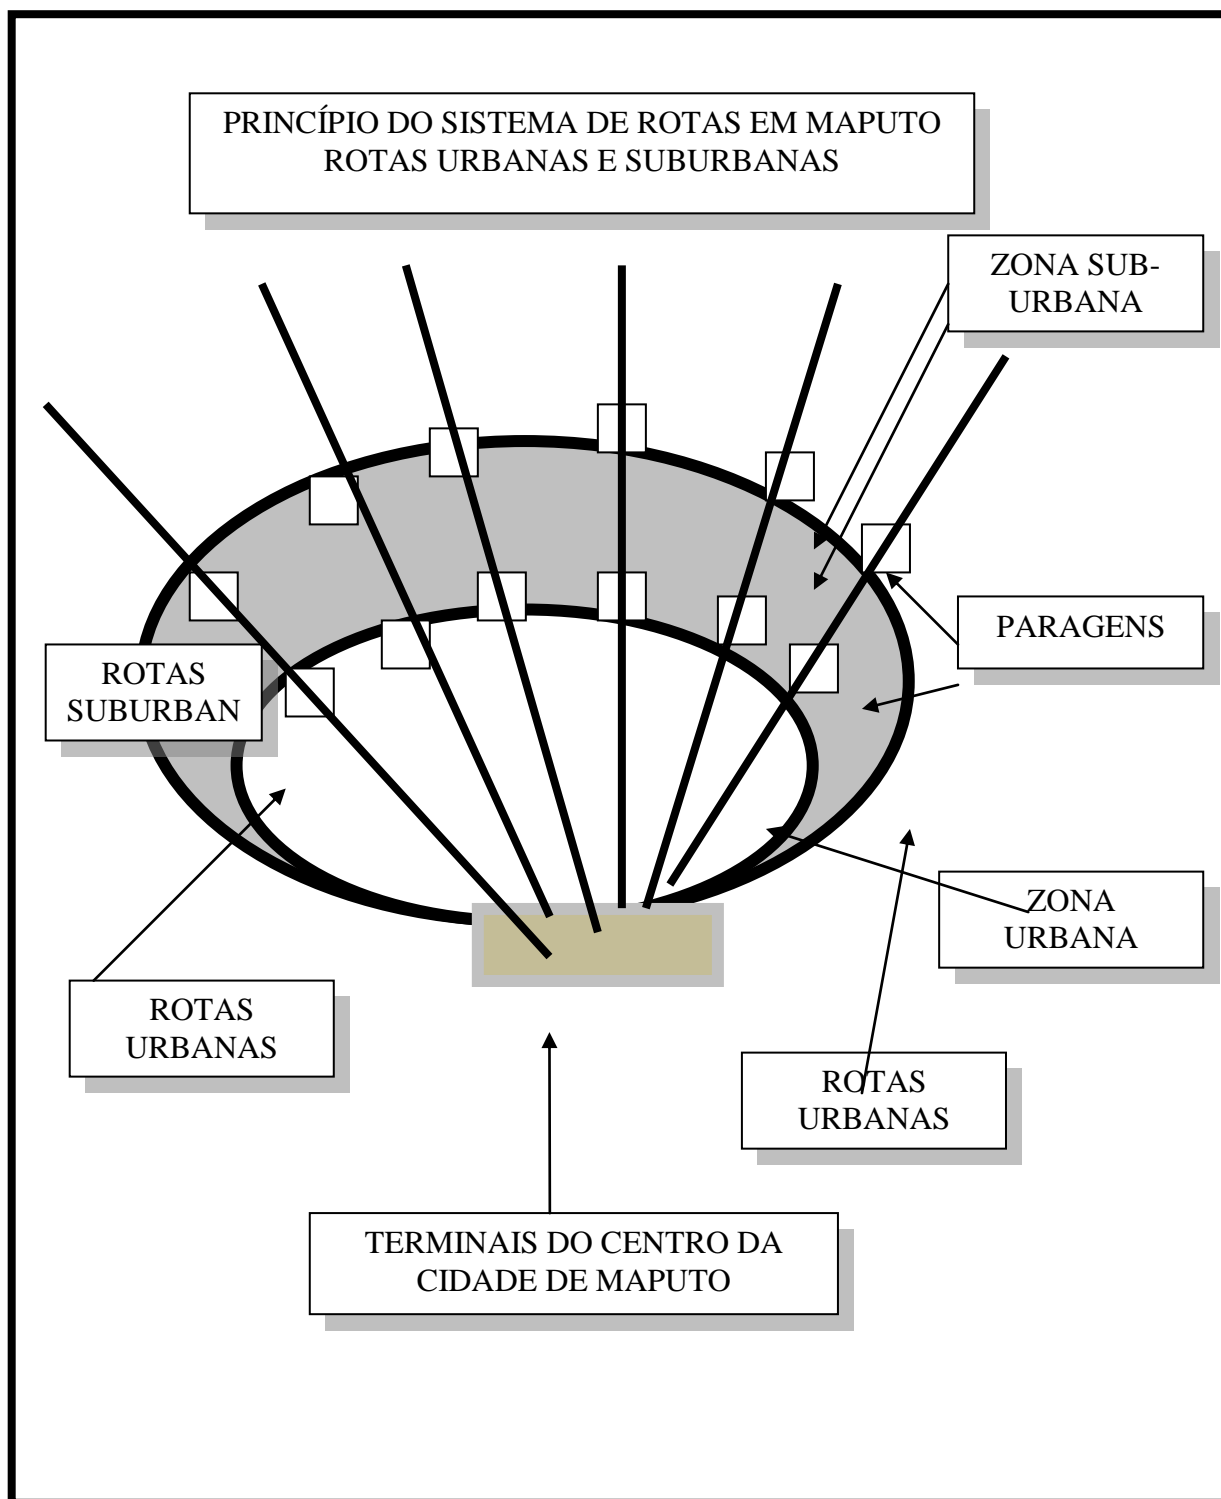 PRINCÍPIO DO SISTEMA DE ROTAS EM MAPUTO
ROTAS URBANAS E SUBURBANAS
ZONA SUB-
URBANA
PARAGENS
ROTAS
SUBURBAN
ZONA
URBANA
ROTAS
URBANAS
ROTAS
URBANAS
TERMINAIS DO CENTRO DA
CIDADE DE MAPUTO